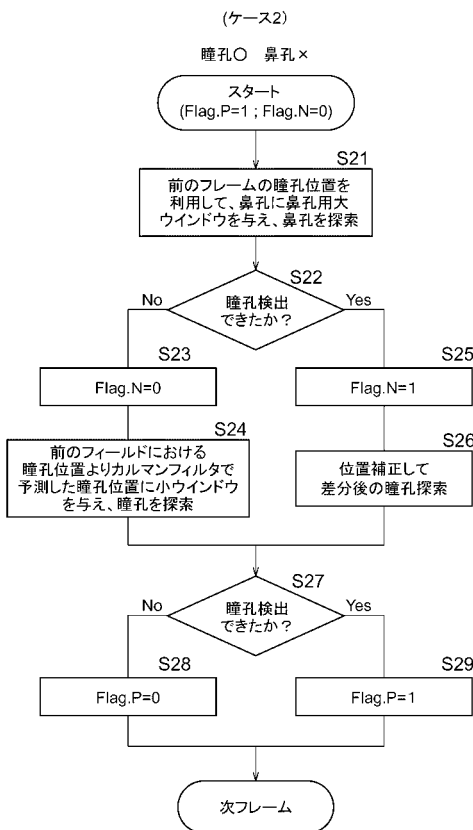 (ケース2)
瞳孔○ 鼻孔×
スタート
(Flag.P=1 ; Flag.N=0)
S21
前のフレームの瞳孔位置を
利用して、鼻孔に鼻孔用大
ウインドウを与え、鼻孔を探索
S22
No
瞳孔検出
できたか？
Yes
S23
Flag.N=0
S25
Flag.N=1
S24
前のフィールドにおける
瞳孔位置よりカルマンフィルタで
予測した瞳孔位置に小ウインドウ
を与え、瞳孔を探索
S26
位置補正して
差分後の瞳孔探索
S27
No
瞳孔検出
できたか？
Yes
S28
Flag.P=0
S29
Flag.P=1
次フレーム